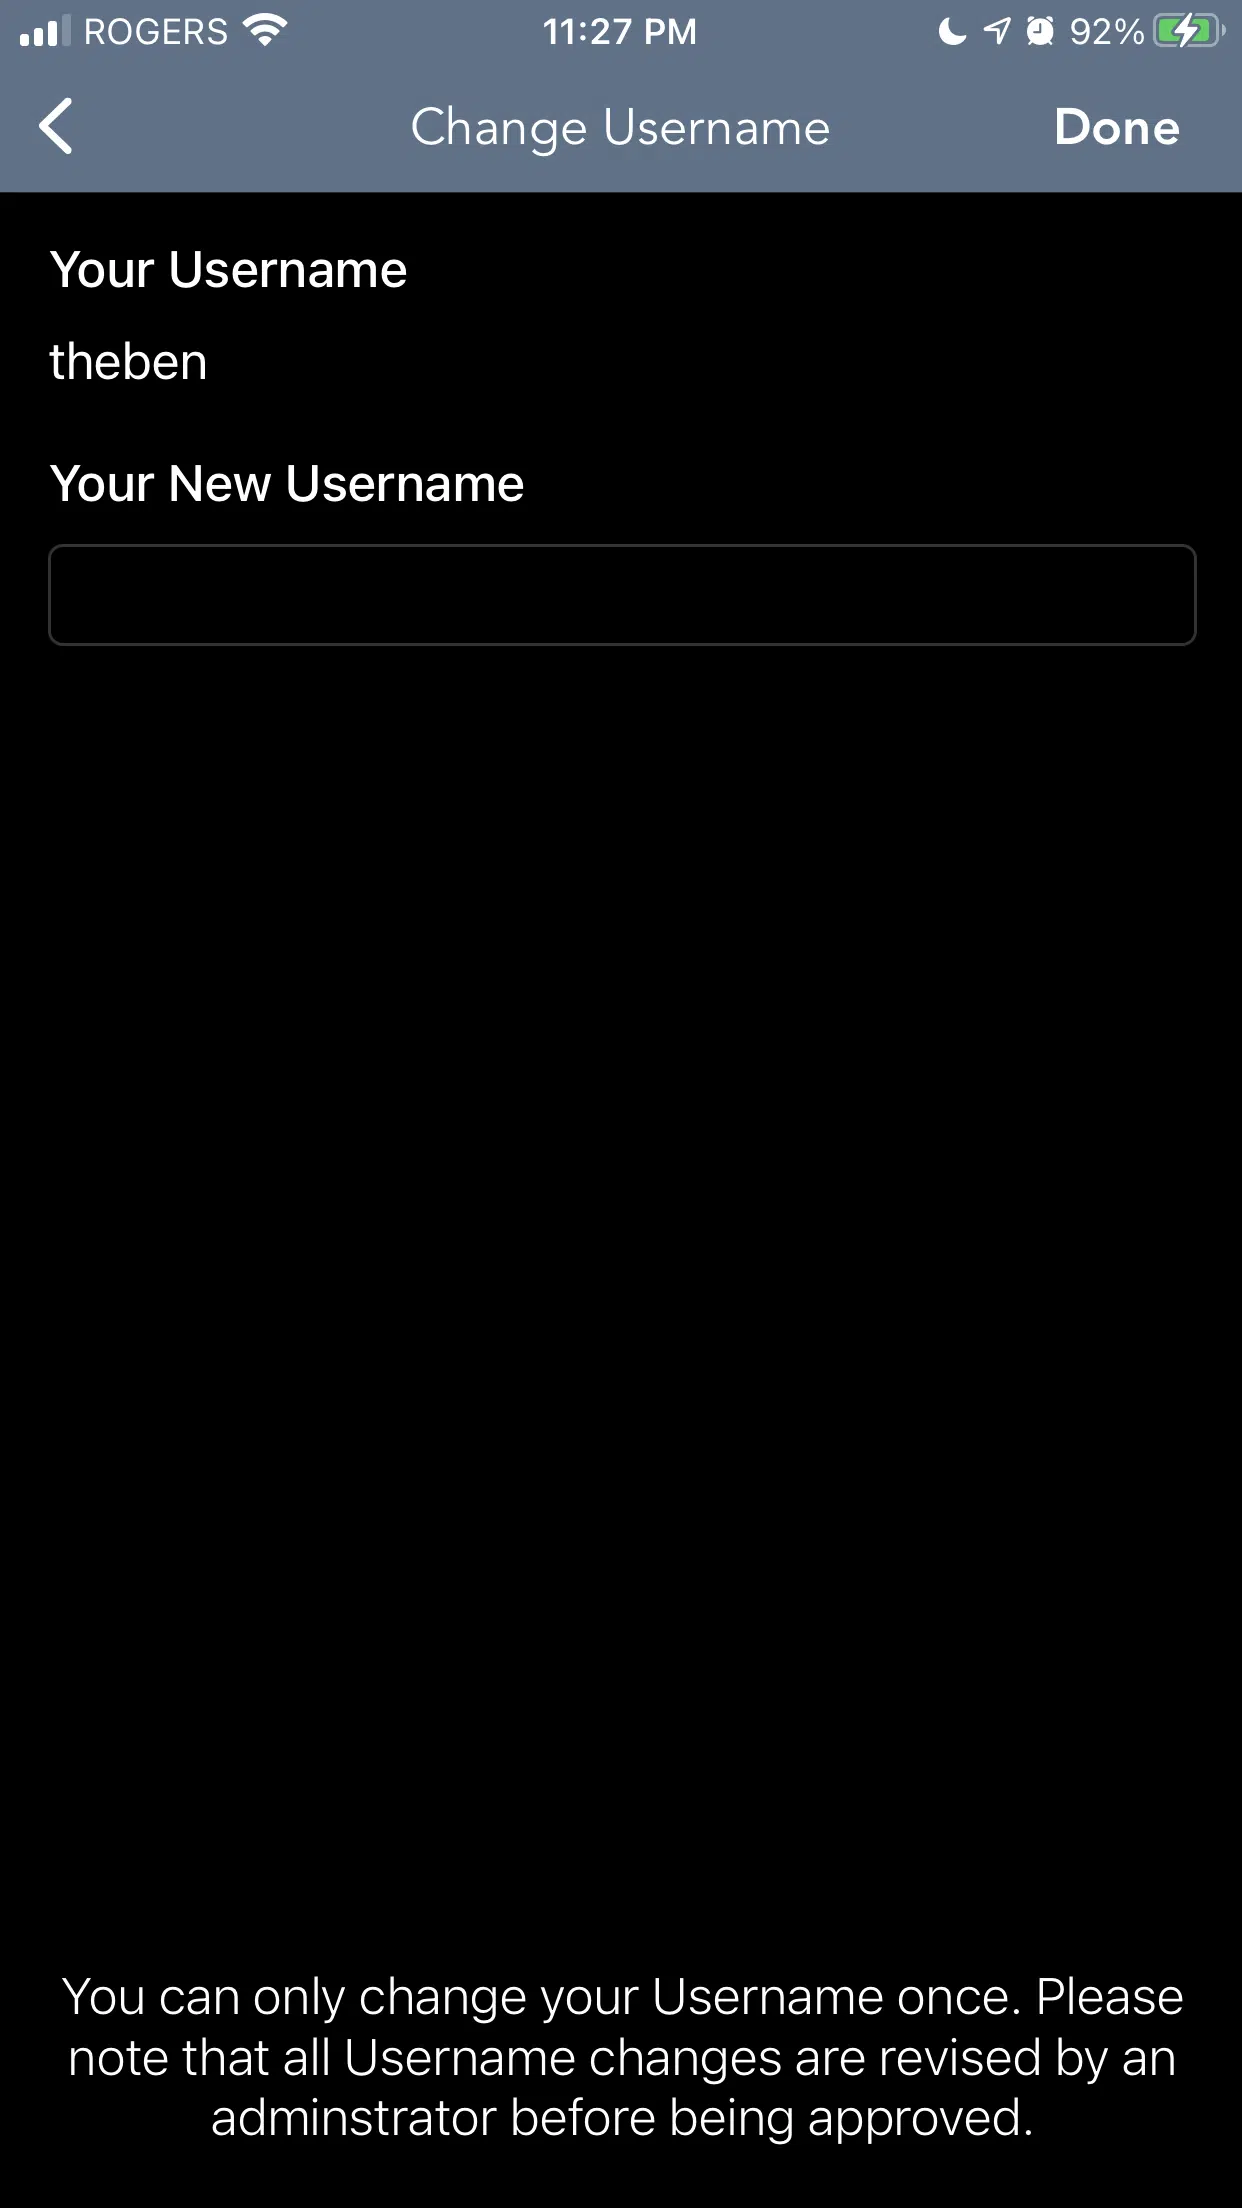 ROGERS 11:27 PM 92%
Change Username Done
Your Username
theben
Your New Username
You can only change your Username once. Please
note that all Username changes are revised by an
adminstrator before being approved.